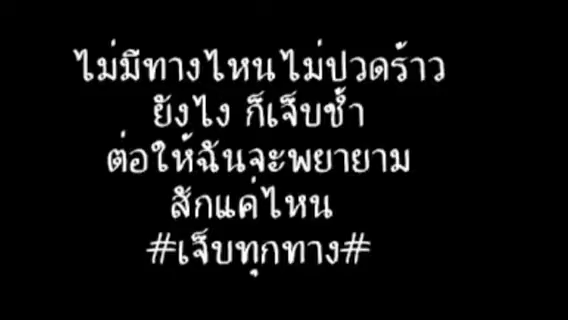 ไม่มีทางไหนไม่ปวดร้าว
ยังไง ก็เจ็บช้ำ
ต่อให้ฉันจะพยายาม
สักแค่ไหน
#เจ็บทุกทาง#